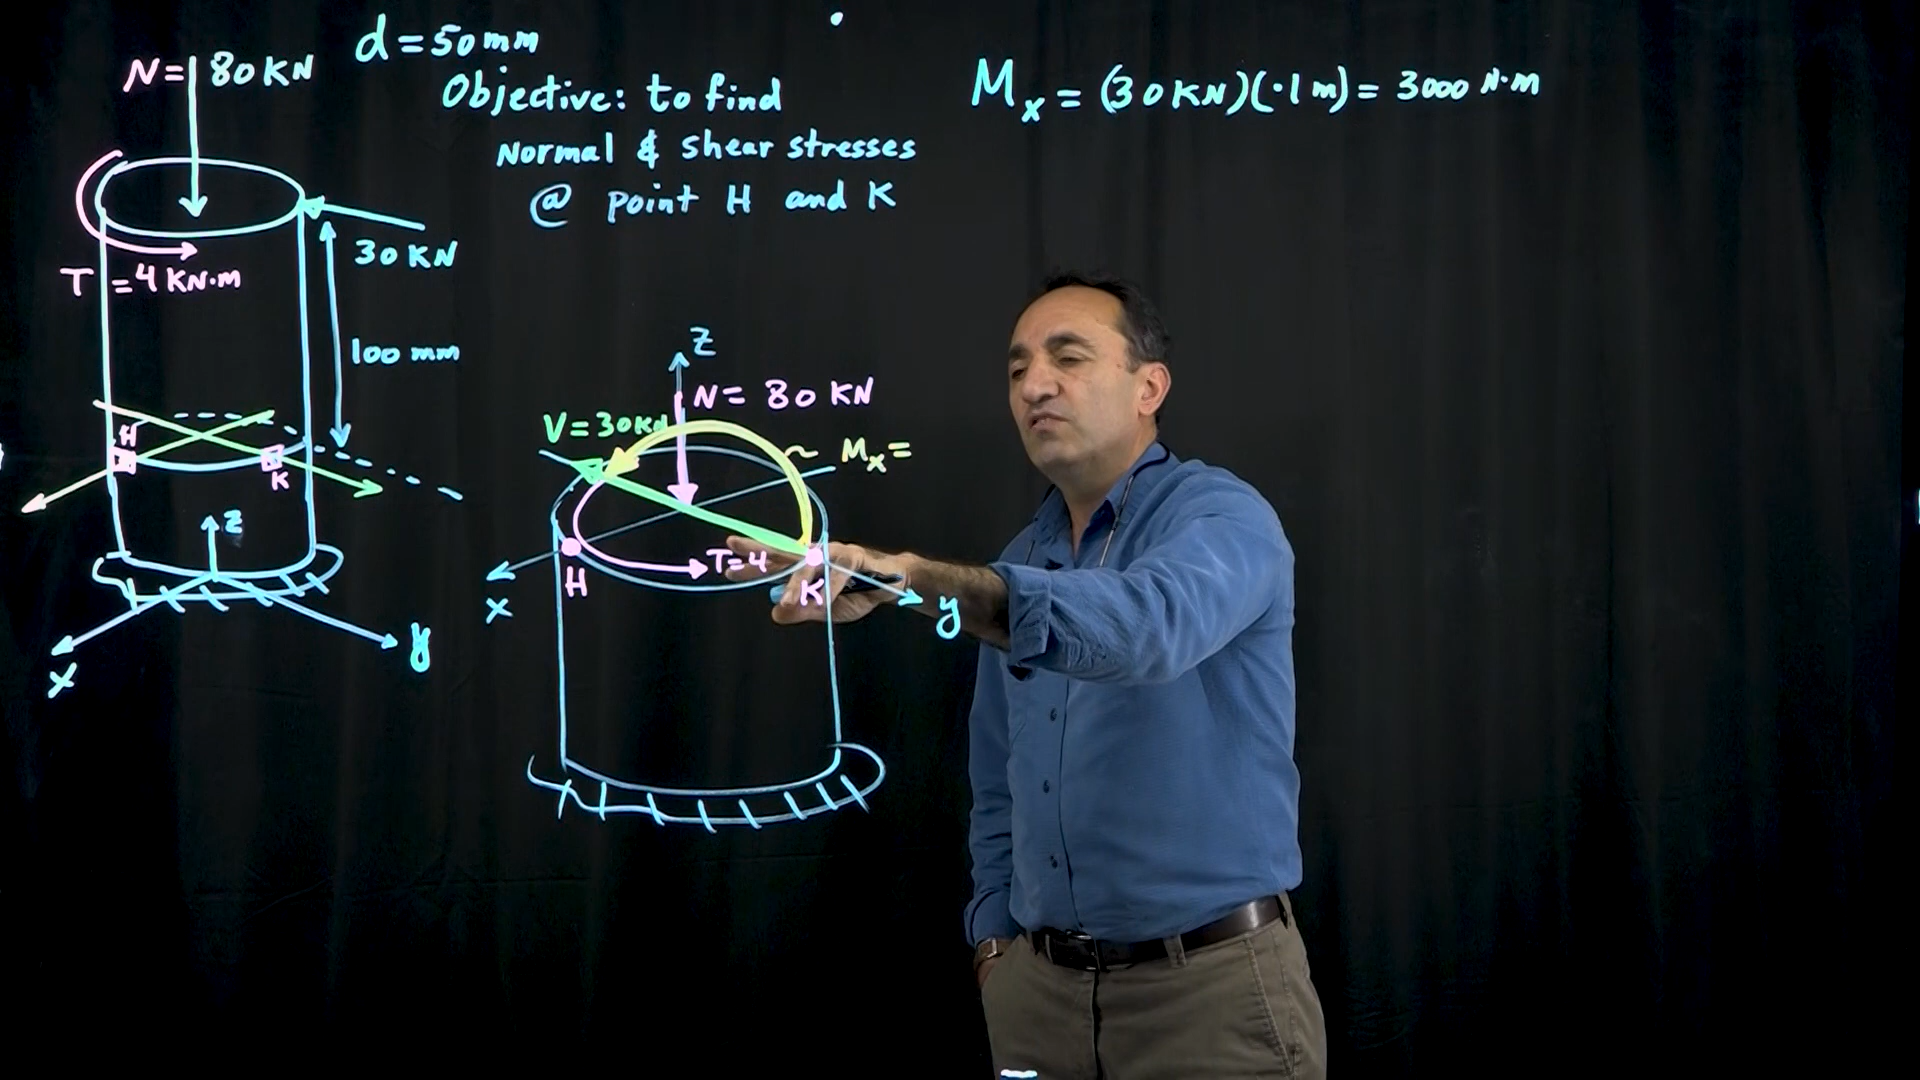 d = 50 mm
N = 80 KN
Objective: to find
Normal & shear stresses
@ point H and K
Mx = (30 KN)(.1 m) = 3000 N.m
30 KN
T = 4 KN.m
100 mm
H
K
z
x
y
z
N = 80 KN
V = 30 KN
Mx =
T = 4
H
K
x
y